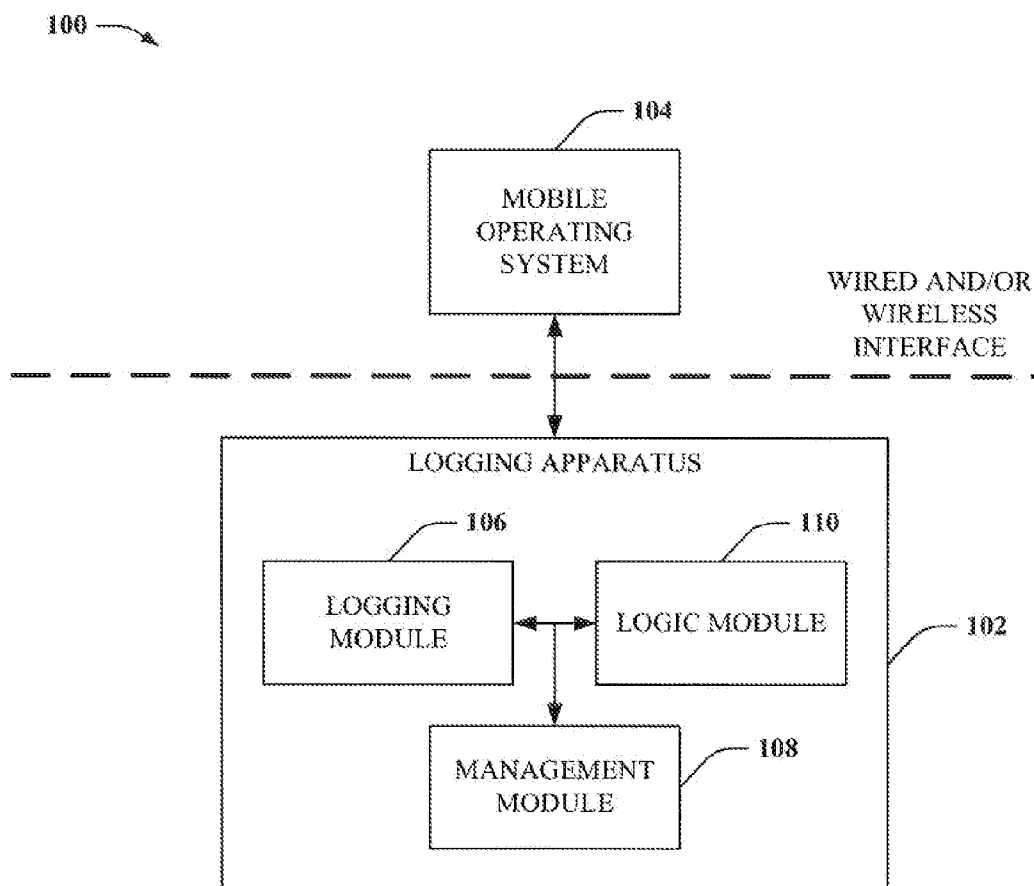 100
104
MOBILE
OPERATING
SYSTEM
WIRED AND/OR
WIRELESS
INTERFACE
LOGGING APPARATUS
106
110
LOGGING
MODULE
LOGIC MODULE
102
108
MANAGEMENT
MODULE